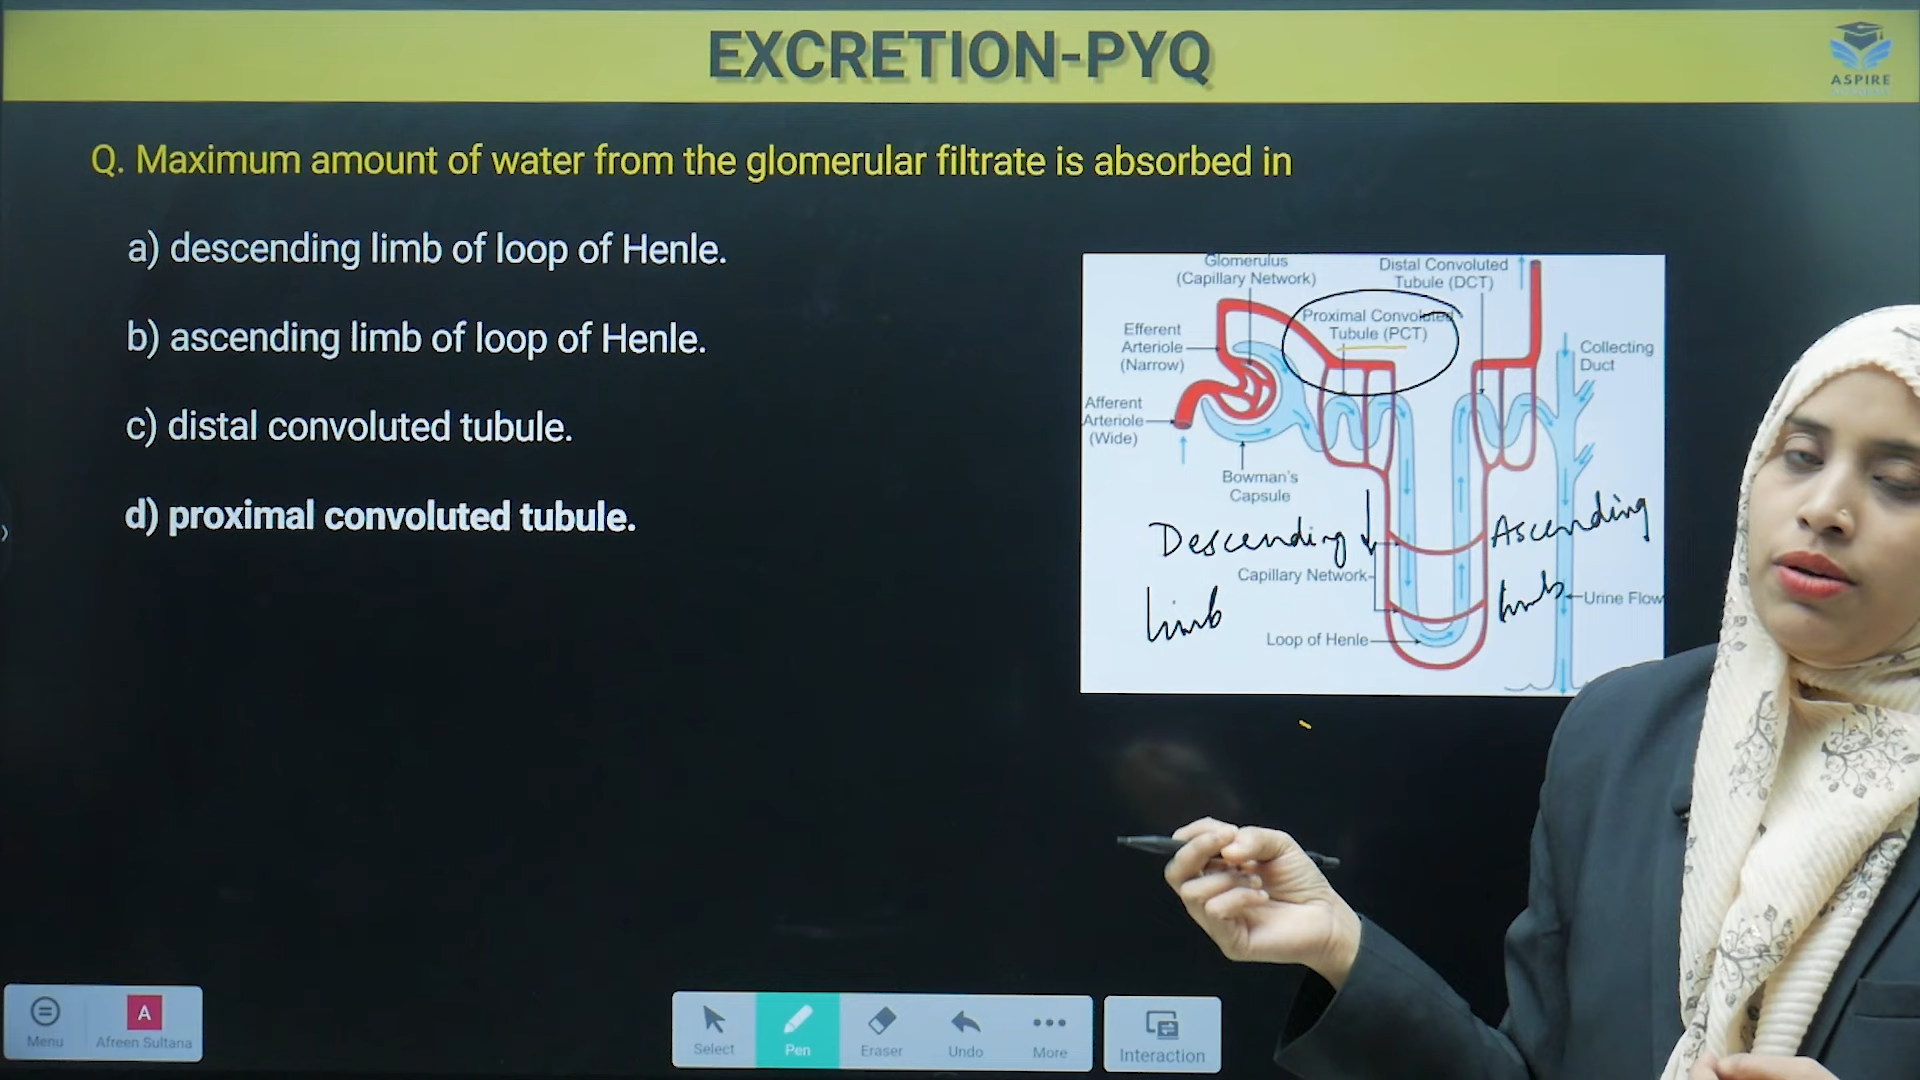 EXCRETION-PYQ
ASPIRE
Q. Maximum amount of water from the glomerular filtrate is absorbed in
a) descending limb of loop of Henle.
b) ascending limb of loop of Henle.
c) distal convoluted tubule.
d) proximal convoluted tubule.
Glomerulus
(Capillary Network)
Distal Convoluted
Tubule (DCT)
Proximal Convoluted
Tubule (PCT)
Efferent
Arteriole
(Narrow)
Collecting
Duct
Afferent
Arteriole
(Wide)
Bowman's
Capsule
Descending
limb
Ascending
limb
Capillary Network
Urine Flow
Loop of Henle
Menu
A
Afreen Sultana
Select
Pen
Eraser
Undo
More
Interaction